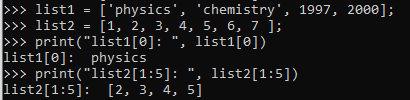 >>> list1 = ['physics', 'chemistry', 1997, 2000];
>>> list2 = [1, 2, 3, 4, 5, 6, 7 ];
>>> print("list1[0]: ", list1[0])
list1[0]:  physics
>>> print("list2[1:5]: ", list2[1:5])
list2[1:5]:  [2, 3, 4, 5]